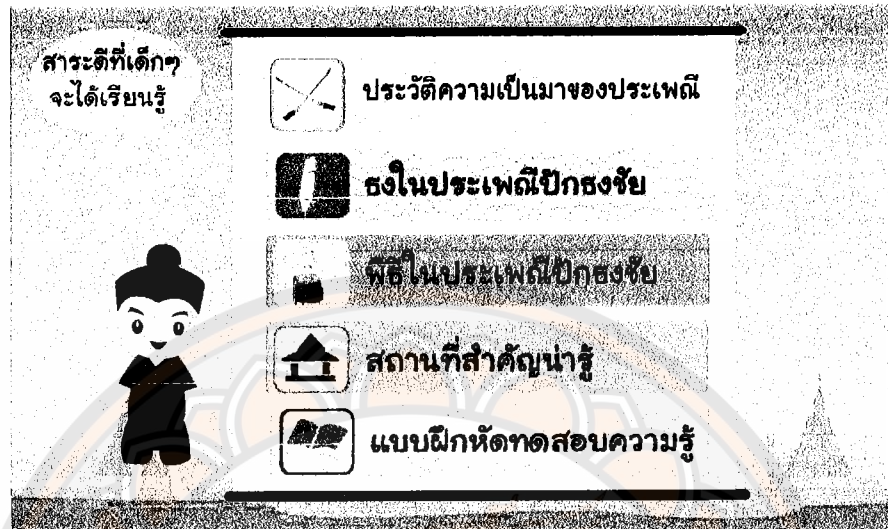 สาระดีที่เด็กๆ
จะได้เรียนรู้
ประวัติความเป็นมาของประเพณี
ธงในประเพณีปักธงชัย
พิธีในประเพณีปักธงชัย
สถานที่สำคัญน่ารู้
แบบฝึกหัดทดสอบความรู้